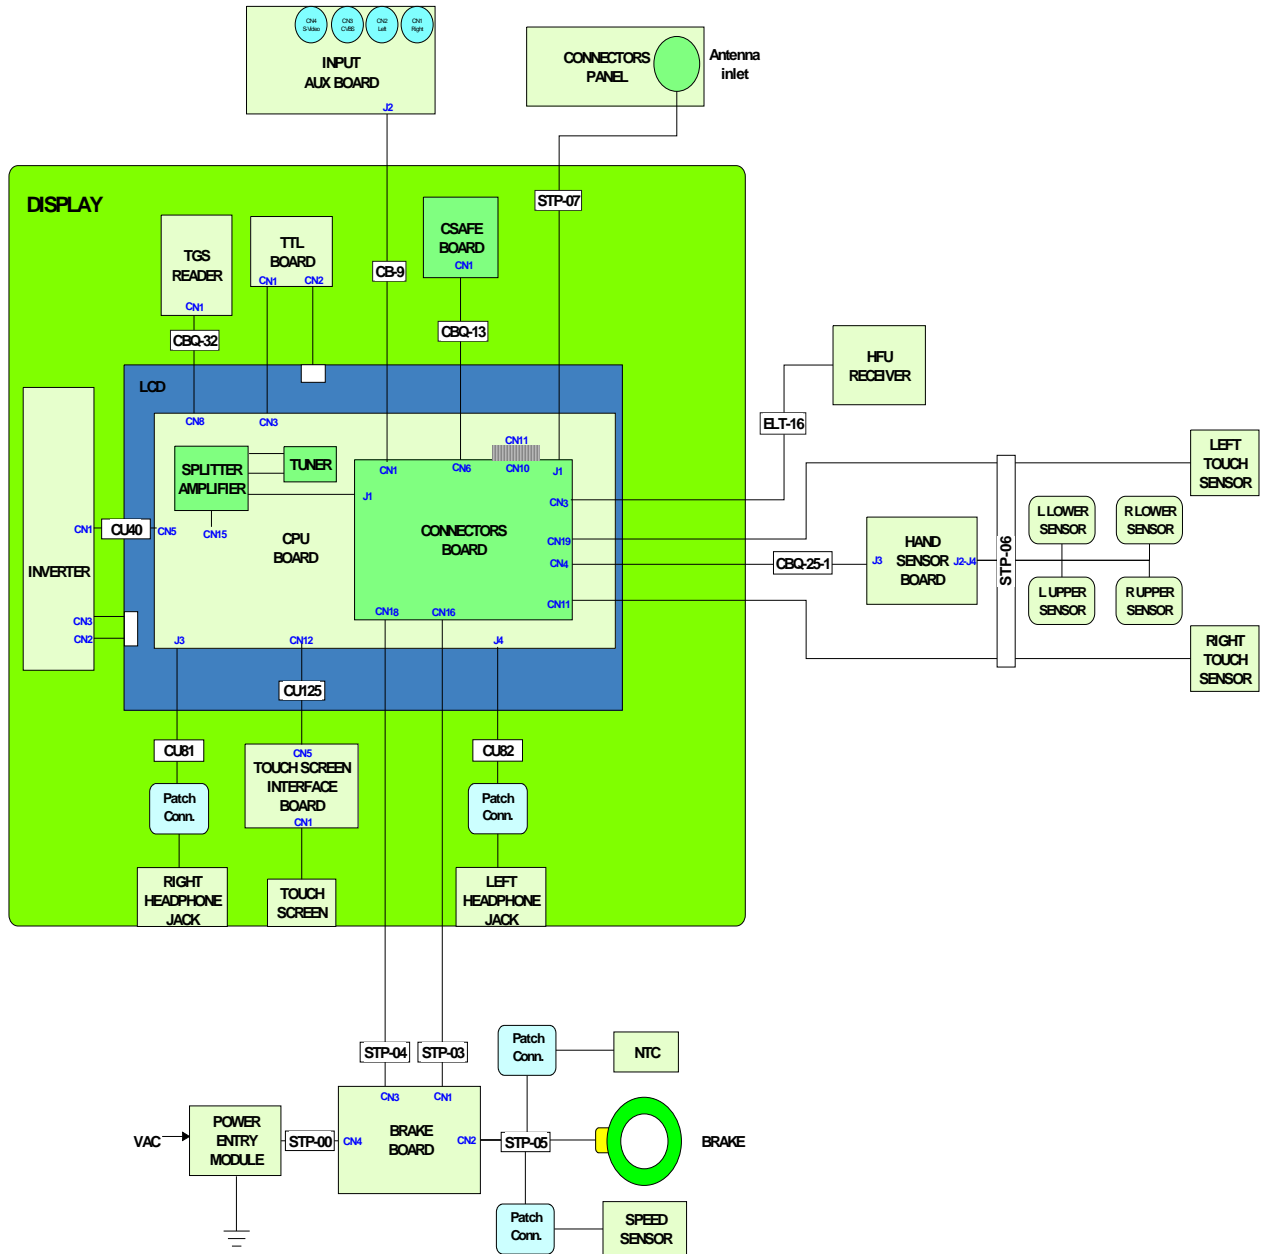 CN4
S-Video
CN3
CVBS
CN2
Left
CN1
Right
INPUT
AUX BOARD
J2
CONNECTORS
PANEL
Antenna
inlet
DISPLAY
STP-07
TGS
READER
CN1
TTL
BOARD
CN1
CN2
CSAFE
BOARD
CN1
CB-9
CBQ-32
CBQ-13
HFU
RECEIVER
LCD
ELT-16
CN8
CN3
CN11
SPLITTER
AMPLIFIER
TUNER
CN1
CN6
CN10
J1
J1
CN3
LEFT
TOUCH
SENSOR
CN1
CU40
CN5
CN15
CPU
BOARD
CONNECTORS
BOARD
CN19
CN4
CN11
CBQ-25-1
J3
HAND
SENSOR
BOARD
J2-J4
STP-06
L LOWER
SENSOR
R LOWER
SENSOR
L UPPER
SENSOR
R UPPER
SENSOR
INVERTER
CN3
CN2
CN18
CN16
J3
CN12
J4
RIGHT
TOUCH
SENSOR
CU125
CU81
CU82
CN5
TOUCH SCREEN
INTERFACE
BOARD
CN1
Patch
Conn.
Patch
Conn.
RIGHT
HEADPHONE
JACK
TOUCH
SCREEN
LEFT
HEADPHONE
JACK
STP-04
STP-03
Patch
Conn.
NTC
CN3
CN1
VAC
POWER
ENTRY
MODULE
STP-00
CN4
BRAKE
BOARD
CN2
STP-05
BRAKE
Patch
Conn.
SPEED
SENSOR